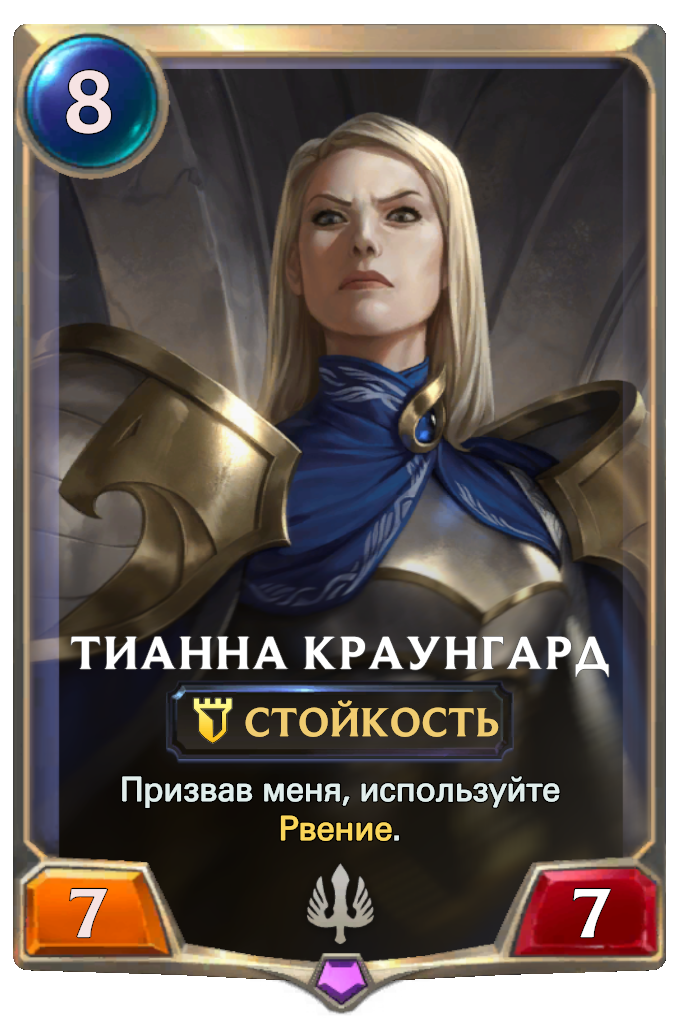 8
ТИАННА КРАУНГАРД
СТОЙКОСТЬ
Призвав меня, используйте
Рвение.
7
7